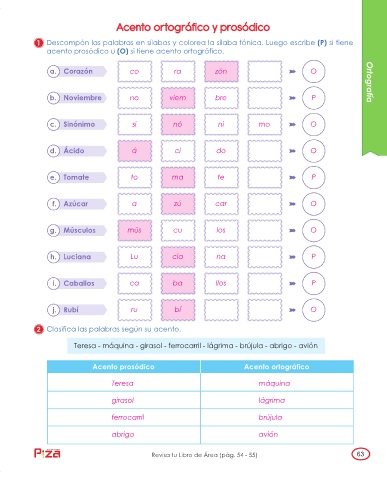 Acento ortográfico y prosódico
1 Descompón las palabras en sílabas y colorea la sílaba tónica. Luego escribe (P) si tiene
acento prosódico u (O) si tiene acento ortográfico.
Ortografía
a. Corazón co ra zón O
b. Noviembre no viem bre P
c. Sinónimo si nó ni mo O
d. Ácido á ci do O
e. Tomate to ma te P
f. Azúcar a zú car O
g. Músculos mús cu los O
h. Luciana Lu cia na P
i. Caballos ca ba llos P
j. Rubí ru bí O
2 Clasifica las palabras según su acento.
Teresa - máquina - girasol - ferrocarril - lágrima - brújula - abrigo - avión
Acento prosódico Acento ortográfico
Teresa máquina
girasol lágrima
ferrocarril brújula
abrigo avión
Pizza Revisa tu Libro de Área (pág. 54 - 55) 63